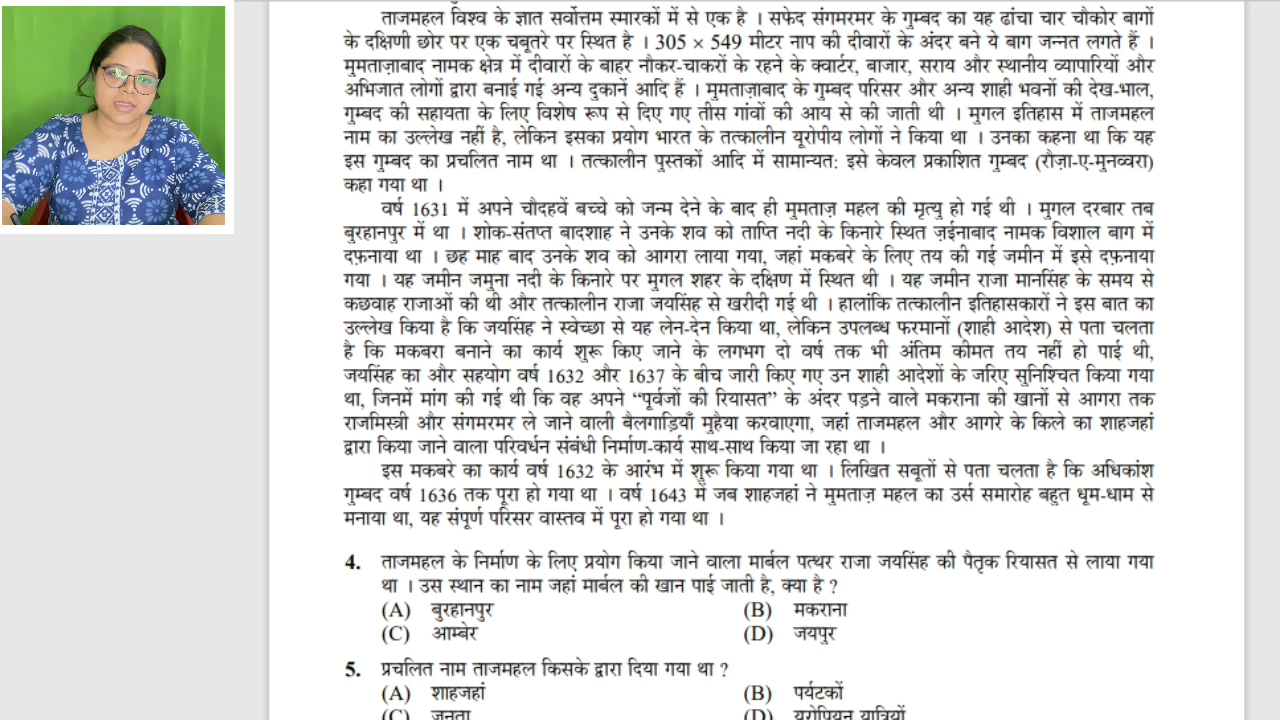 ताजमहल विश्व के ज्ञात सर्वोत्तम स्मारकों में से एक है । सफेद संगमरमर के गुम्बद का यह ढांचा चार चौकोर बागों
के दक्षिणी छोर पर एक चबूतरे पर स्थित है । 305 × 549 मीटर नाप की दीवारों के अंदर बने ये बाग जन्नत लगते हैं ।
मुमताज़ाबाद नामक क्षेत्र में दीवारों के बाहर नौकर-चाकरों के रहने के क्वार्टर, बाजार, सराय और स्थानीय व्यापारियों और
अभिजात लोगों द्वारा बनाई गई अन्य दुकानें आदि हैं । मुमताज़ाबाद के गुम्बद परिसर और अन्य शाही भवनों की देख-भाल,
गुम्बद की सहायता के लिए विशेष रूप से दिए गए तीस गांवों की आय से की जाती थी । मुगल इतिहास में ताजमहल
नाम का उल्लेख नहीं है, लेकिन इसका प्रयोग भारत के तत्कालीन यूरोपीय लोगों ने किया था । उनका कहना था कि यह
इस गुम्बद का प्रचलित नाम था । तत्कालीन पुस्तकों आदि में सामान्यत: इसे केवल प्रकाशित गुम्बद (रौज़ा-ए-मुनव्वरा)
कहा गया था ।
वर्ष 1631 में अपने चौदहवें बच्चे को जन्म देने के बाद ही मुमताज़ महल की मृत्यु हो गई थी । मुगल दरबार तब
बुरहानपुर में था । शोक-संतप्त बादशाह ने उनके शव को ताप्ति नदी के किनारे स्थित ज़ईनाबाद नामक विशाल बाग में
दफ़नाया था । छह माह बाद उनके शव को आगरा लाया गया, जहां मकबरे के लिए तय की गई जमीन में इसे दफ़नाया
गया । यह जमीन जमुना नदी के किनारे पर मुगल शहर के दक्षिण में स्थित थी । यह जमीन राजा मानसिंह के समय से
कछवाह राजाओं की थी और तत्कालीन राजा जयसिंह से खरीदी गई थी । हालांकि तत्कालीन इतिहासकारों ने इस बात का
उल्लेख किया है कि जयसिंह ने स्वेच्छा से यह लेन-देन किया था, लेकिन उपलब्ध फरमानों (शाही आदेश) से पता चलता
है कि मकबरा बनाने का कार्य शुरू किए जाने के लगभग दो वर्ष तक भी अंतिम कीमत तय नहीं हो पाई थी,
जयसिंह का और सहयोग वर्ष 1632 और 1637 के बीच जारी किए गए उन शाही आदेशों के जरिए सुनिश्चित किया गया
था, जिनमें मांग की गई थी कि वह अपने “पूर्वजों की रियासत” के अंदर पड़ने वाले मकराना की खानों से आगरा तक
राजमिस्त्री और संगमरमर ले जाने वाली बैलगाड़ियाँ मुहैया करवाएगा, जहां ताजमहल और आगरे के किले का शाहजहां
द्वारा किया जाने वाला परिवर्धन संबंधी निर्माण-कार्य साथ-साथ किया जा रहा था ।
इस मकबरे का कार्य वर्ष 1632 के आरंभ में शुरू किया गया था । लिखित सबूतों से पता चलता है कि अधिकांश
गुम्बद वर्ष 1636 तक पूरा हो गया था । वर्ष 1643 में जब शाहजहां ने मुमताज़ महल का उर्स समारोह बहुत धूम-धाम से
मनाया था, यह संपूर्ण परिसर वास्तव में पूरा हो गया था ।
4. ताजमहल के निर्माण के लिए प्रयोग किया जाने वाला मार्बल पत्थर राजा जयसिंह की पैतृक रियासत से लाया गया
था । उस स्थान का नाम जहां मार्बल की खान पाई जाती है, क्या है ?
(A) बुरहानपुर (B) मकराना
(C) आम्बेर (D) जयपुर
5. प्रचलित नाम ताजमहल किसके द्वारा दिया गया था ?
(A) शाहजहां (B) पर्यटकों
(C) जनता (D) यूरोपियन यात्रियों